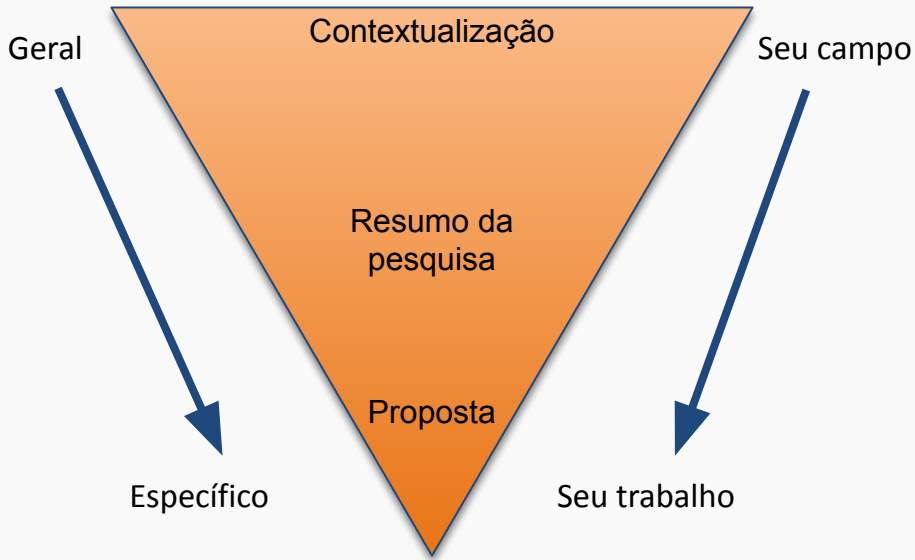 Contextualização
Geral
Seu campo
Resumo da
pesquisa
Proposta
Específico
Seu trabalho